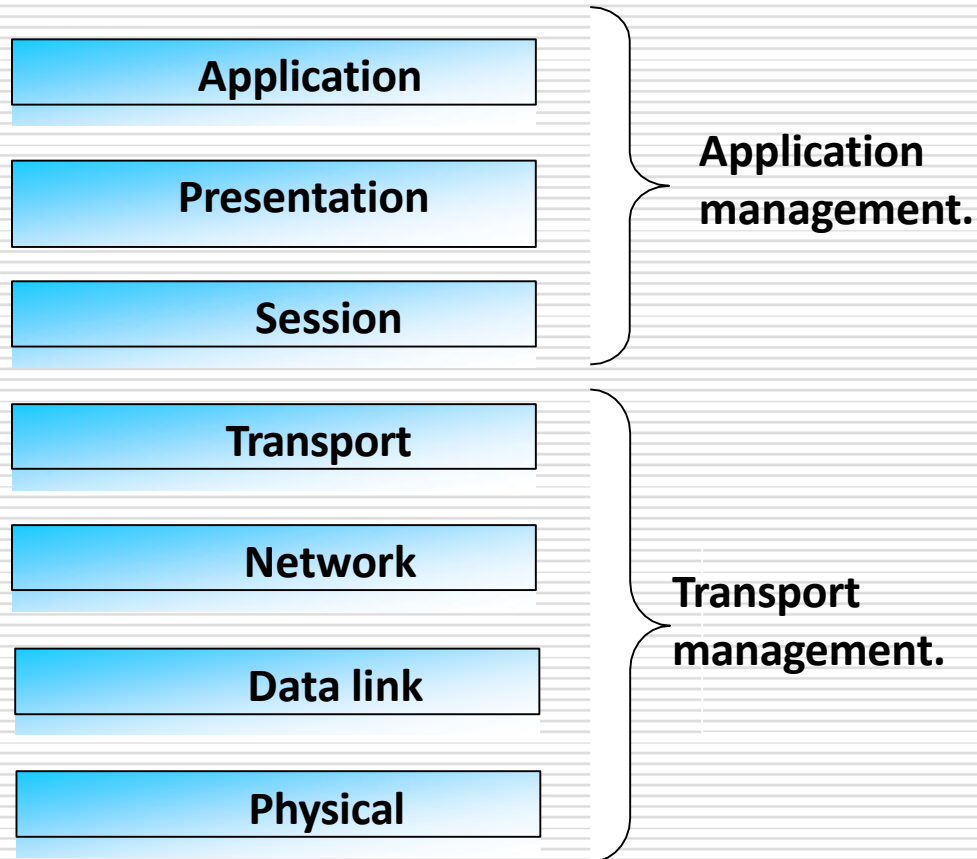 Application
Presentation
Session
Application
management.
Transport
Network
Data link
Physical
Transport
management.